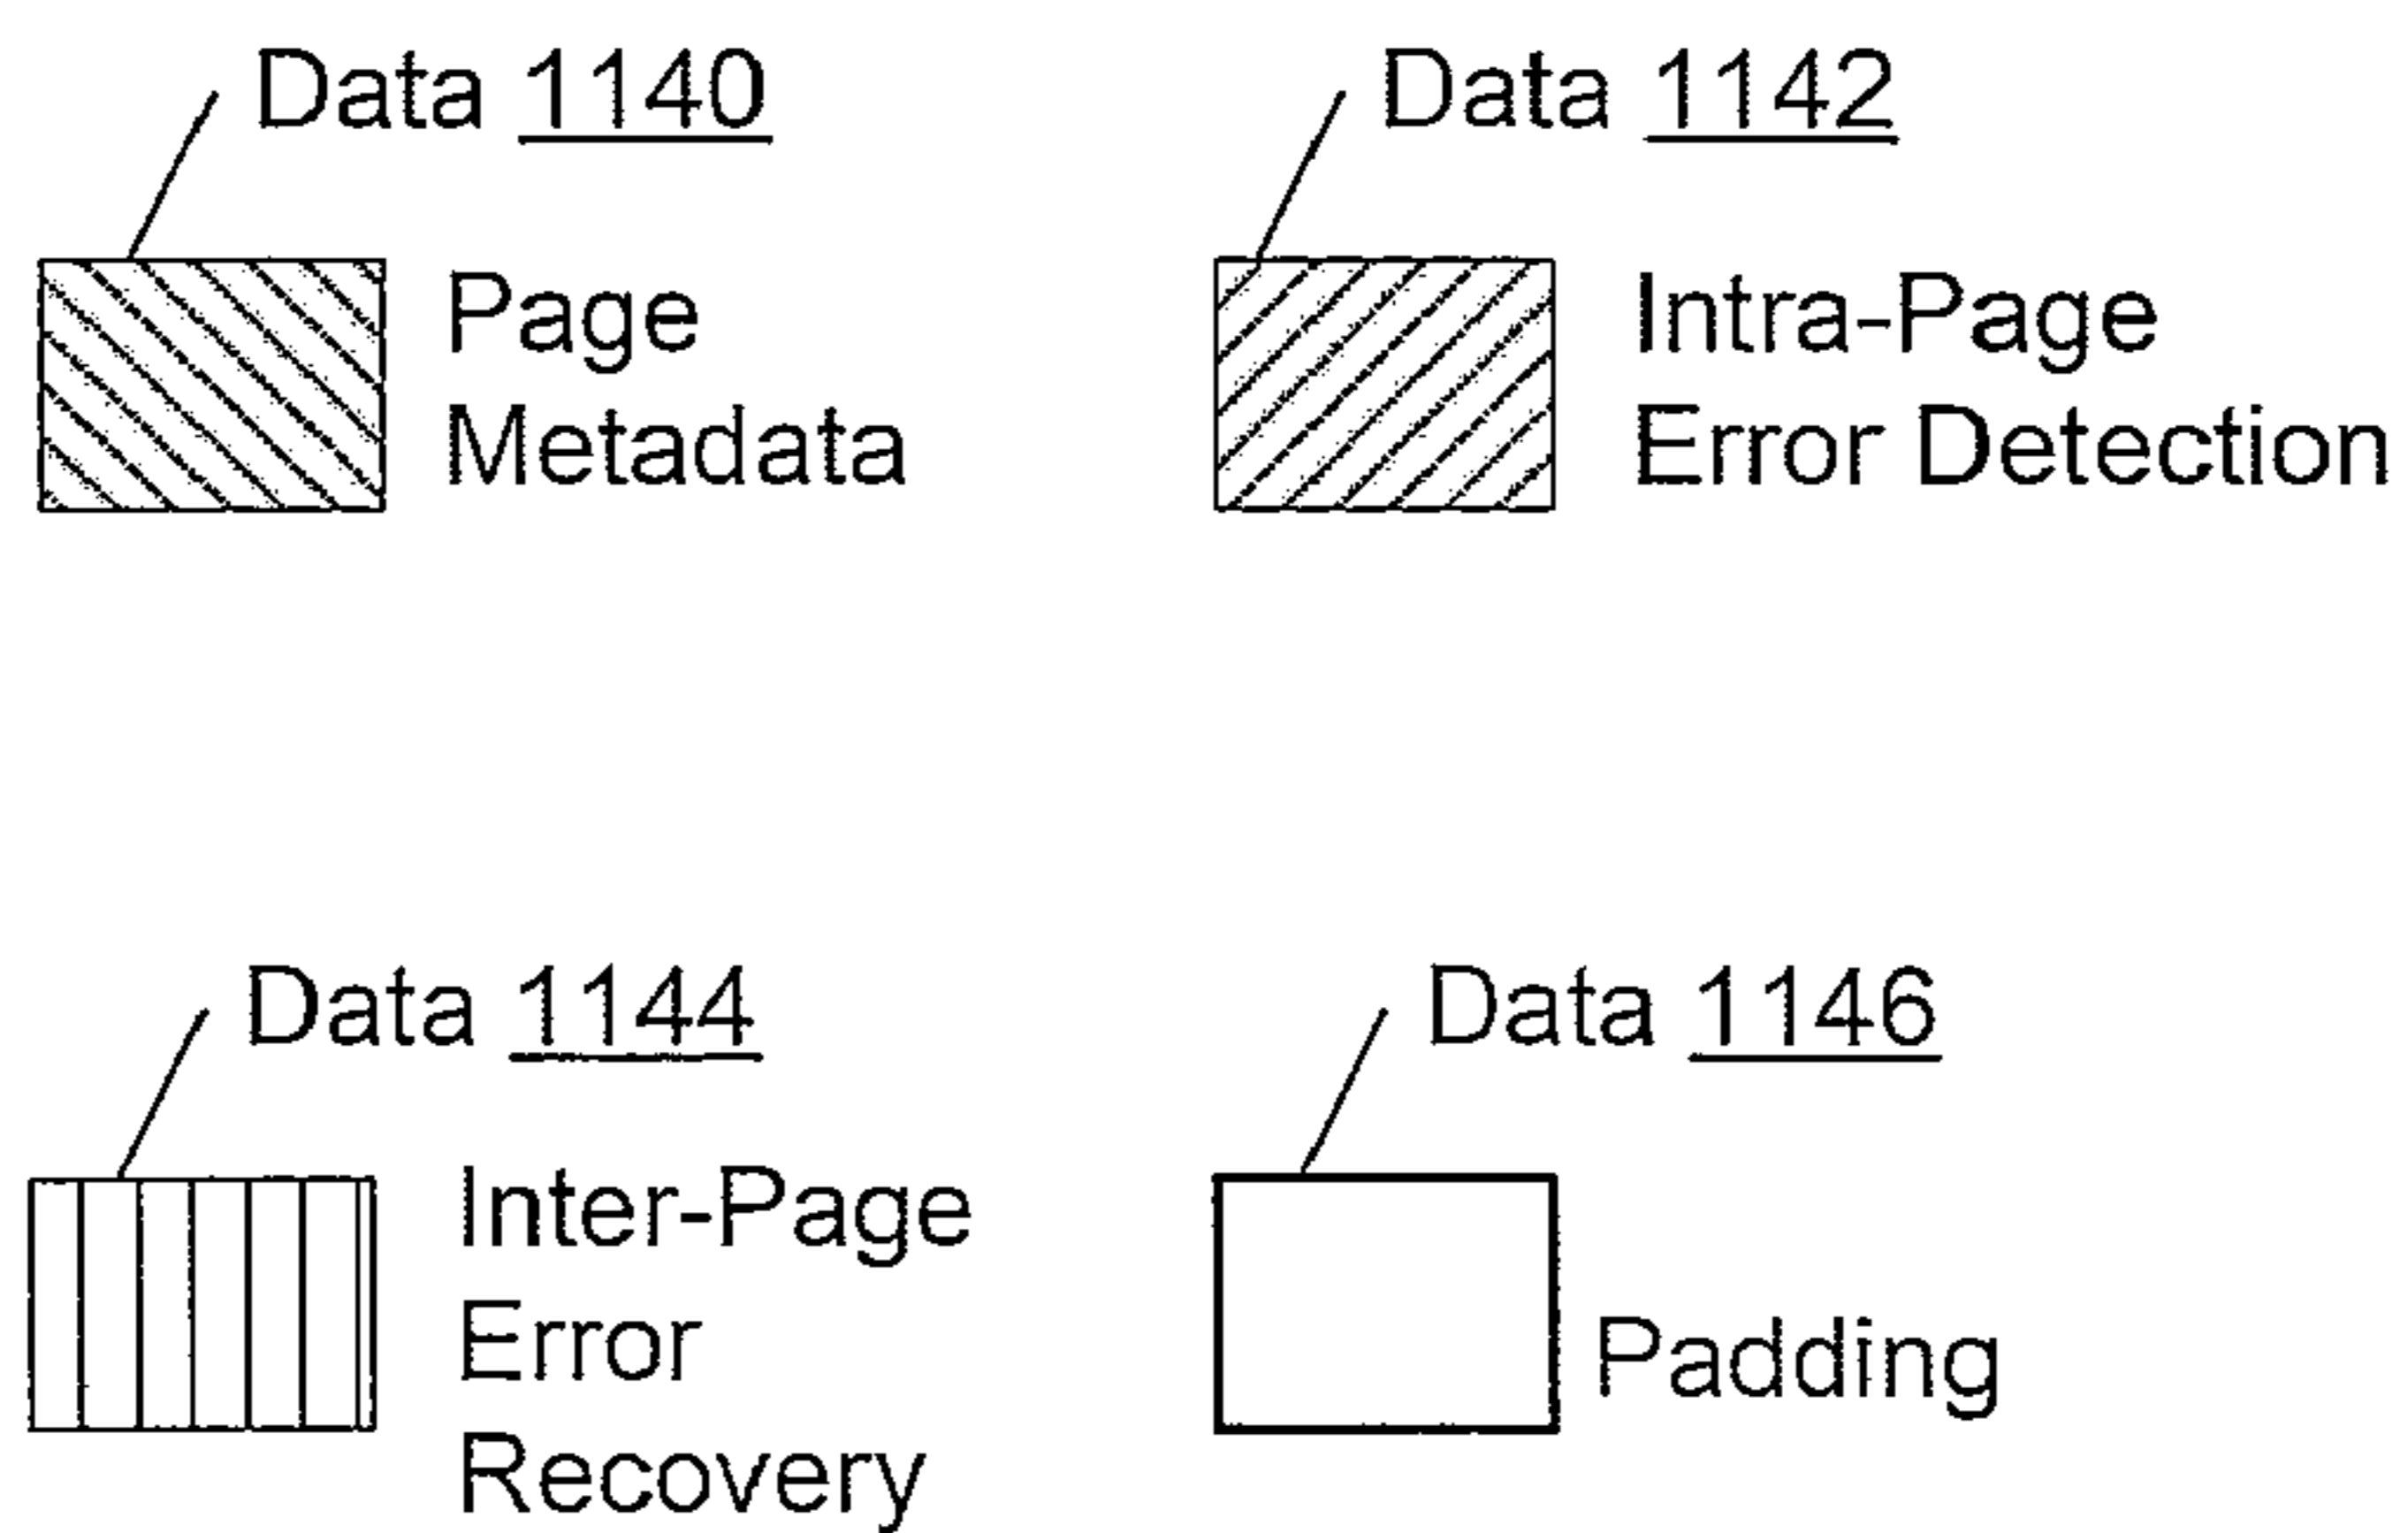 Data 1140
Page
Metadata
Data 1142
Intra-Page
Error Detection
Data 1144
Inter-Page
Error
Recovery
Data 1146
Padding